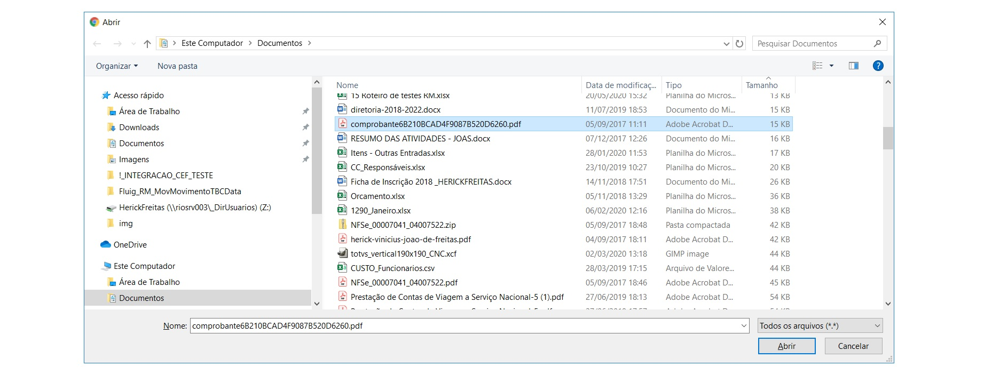 Abrir
Este Computador > Documentos >
Pesquisar Documentos
Organizar
Nova pasta
?
Acesso rápido
Área de Trabalho
Downloads
Documentos
Imagens
!_INTEGRACAO_CEF_TESTE
Fluig_RM_MovMovimentoTBCData
HerickFreitas (\\riosrv003\_DirUsuarios) (Z:)
img
OneDrive
Este Computador
Área de Trabalho
Documentos
Nome Data de modificaç... Tipo Tamanho
15 Roteiro de testes RM.xlsx 20/05/2020 15:32 Planilha do Micros... 13 KB
diretoria-2018-2022.docx 11/07/2019 18:53 Documento do Mi... 15 KB
comprobante6B210BCAD4F9087B520D6260.pdf 05/09/2017 11:11 Adobe Acrobat D... 15 KB
RESUMO DAS ATIVIDADES - JOAS.docx 07/12/2017 12:26 Documento do Mi... 16 KB
Itens - Outras Entradas.xlsx 28/01/2020 11:53 Planilha do Micros... 17 KB
CC_Responsáveis.xlsx 23/10/2019 10:27 Planilha do Micros... 20 KB
Ficha de Inscrição 2018 _HERICKFREITAS.docx 14/11/2018 17:51 Documento do Mi... 26 KB
Orcamento.xlsx 05/11/2018 13:29 Planilha do Micros... 36 KB
1290_Janeiro.xlsx 06/02/2020 12:16 Planilha do Micros... 38 KB
NFSe_00007041_04007522.zip 05/09/2017 18:48 Pasta compactada 42 KB
herick-vinicius-joao-de-freitas.pdf 04/09/2017 18:11 Adobe Acrobat D... 42 KB
totvs_vertical190x190_CNC.xcf 02/03/2020 13:18 GIMP image 44 KB
CUSTO_Funcionarios.csv 28/03/2019 17:15 Arquivo de Valore... 44 KB
NFSe_00007041_04007522.pdf 05/09/2017 18:46 Adobe Acrobat D... 45 KB
Prestação de Contas de Viagem a Serviço Nacional-5 (1).pdf 27/06/2019 18:13 Adobe Acrobat D... 54 KB
Nome: comprobante6B210BCAD4F9087B520D6260.pdf
Todos os arquivos (*.*)
Abrir
Cancelar